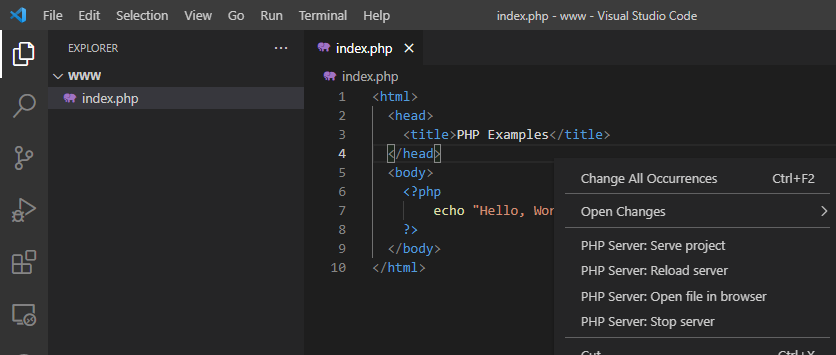 File Edit Selection View Go Run Terminal Help index.php - www - Visual Studio Code
EXPLORER
index.php
www
index.php
index.php
1 <html>
2 <head>
3 <title>PHP Examples</title>
4 </head>
5 <body>
6 <?php
7 echo "Hello, Wor
8 ?>
9 </body>
10 </html>
Change All Occurrences Ctrl+F2
Open Changes
PHP Server: Serve project
PHP Server: Reload server
PHP Server: Open file in browser
PHP Server: Stop server
Cut Ctrl+X